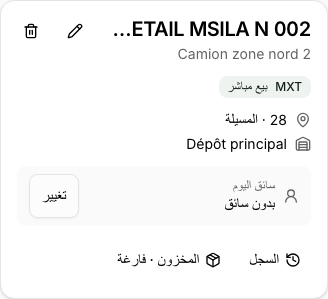 ...ETAIL MSILA N 002
Camion zone nord 2
MXT بيع مباشر
28 · المسيلة
Dépôt principal
سائق اليوم
بدون سائق
تغيير
السجل
المخزون · فارغة